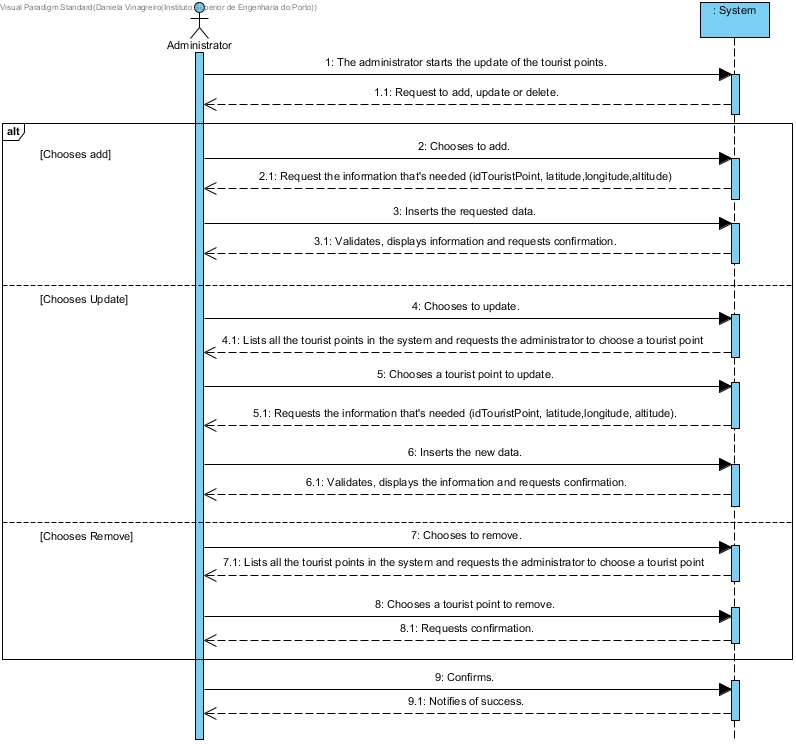 Visual Paradigm Standard(Daniela Vinagreiro(Instituto Superior de Engenharia do Porto))
: System
Administrator
1: The administrator starts the update of the tourist points.
1.1: Request to add, update or delete.
alt
[Chooses add]
2: Chooses to add.
2.1: Request the information that's needed (idTouristPoint, latitude,longitude,altitude)
3: Inserts the requested data.
3.1: Validates, displays information and requests confirmation.
[Chooses Update]
4: Chooses to update.
4.1: Lists all the tourist points in the system and requests the administrator to choose a tourist point
5: Chooses a tourist point to update.
5.1: Requests the information that's needed (idTouristPoint, latitude,longitude, altitude).
6: Inserts the new data.
6.1: Validates, displays the information and requests confirmation.
[Chooses Remove]
7: Chooses to remove.
7.1: Lists all the tourist points in the system and requests the administrator to choose a tourist point
8: Chooses a tourist point to remove.
8.1: Requests confirmation.
9: Confirms.
9.1: Notifies of success.